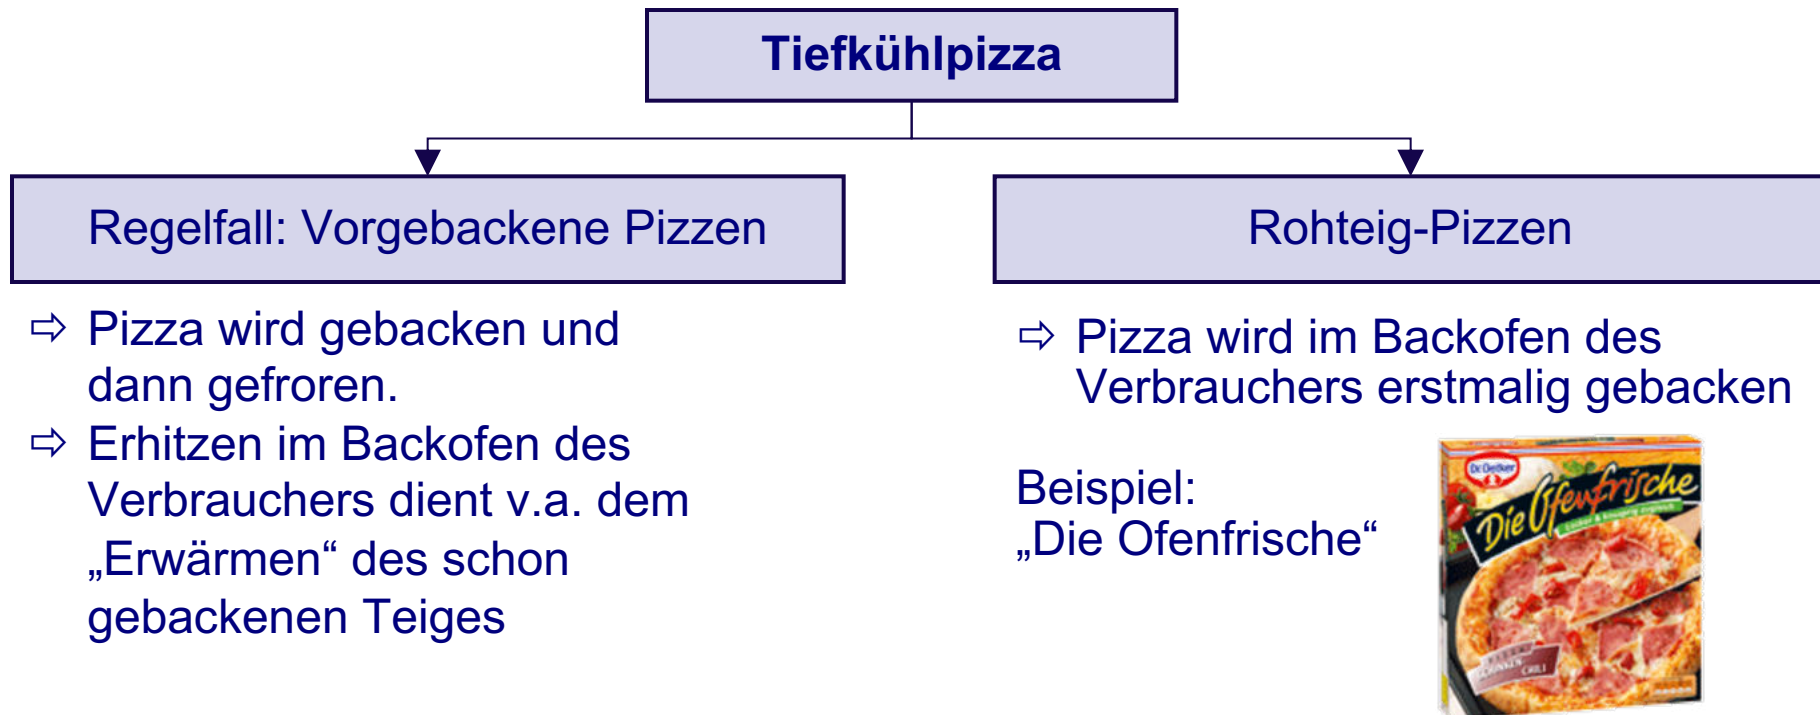 Tiefkühlpizza
Regelfall: Vorgebackene Pizzen
⇨ Pizza wird gebacken und
dann gefroren.
⇨ Erhitzen im Backofen des
Verbrauchers dient v.a. dem
„Erwärmen“ des schon
gebackenen Teiges
Rohteig-Pizzen
⇨ Pizza wird im Backofen des
Verbrauchers erstmalig gebacken
Beispiel:
„Die Ofenfrische“
Dr. Oetker
Die Ofenfrische
CHILI